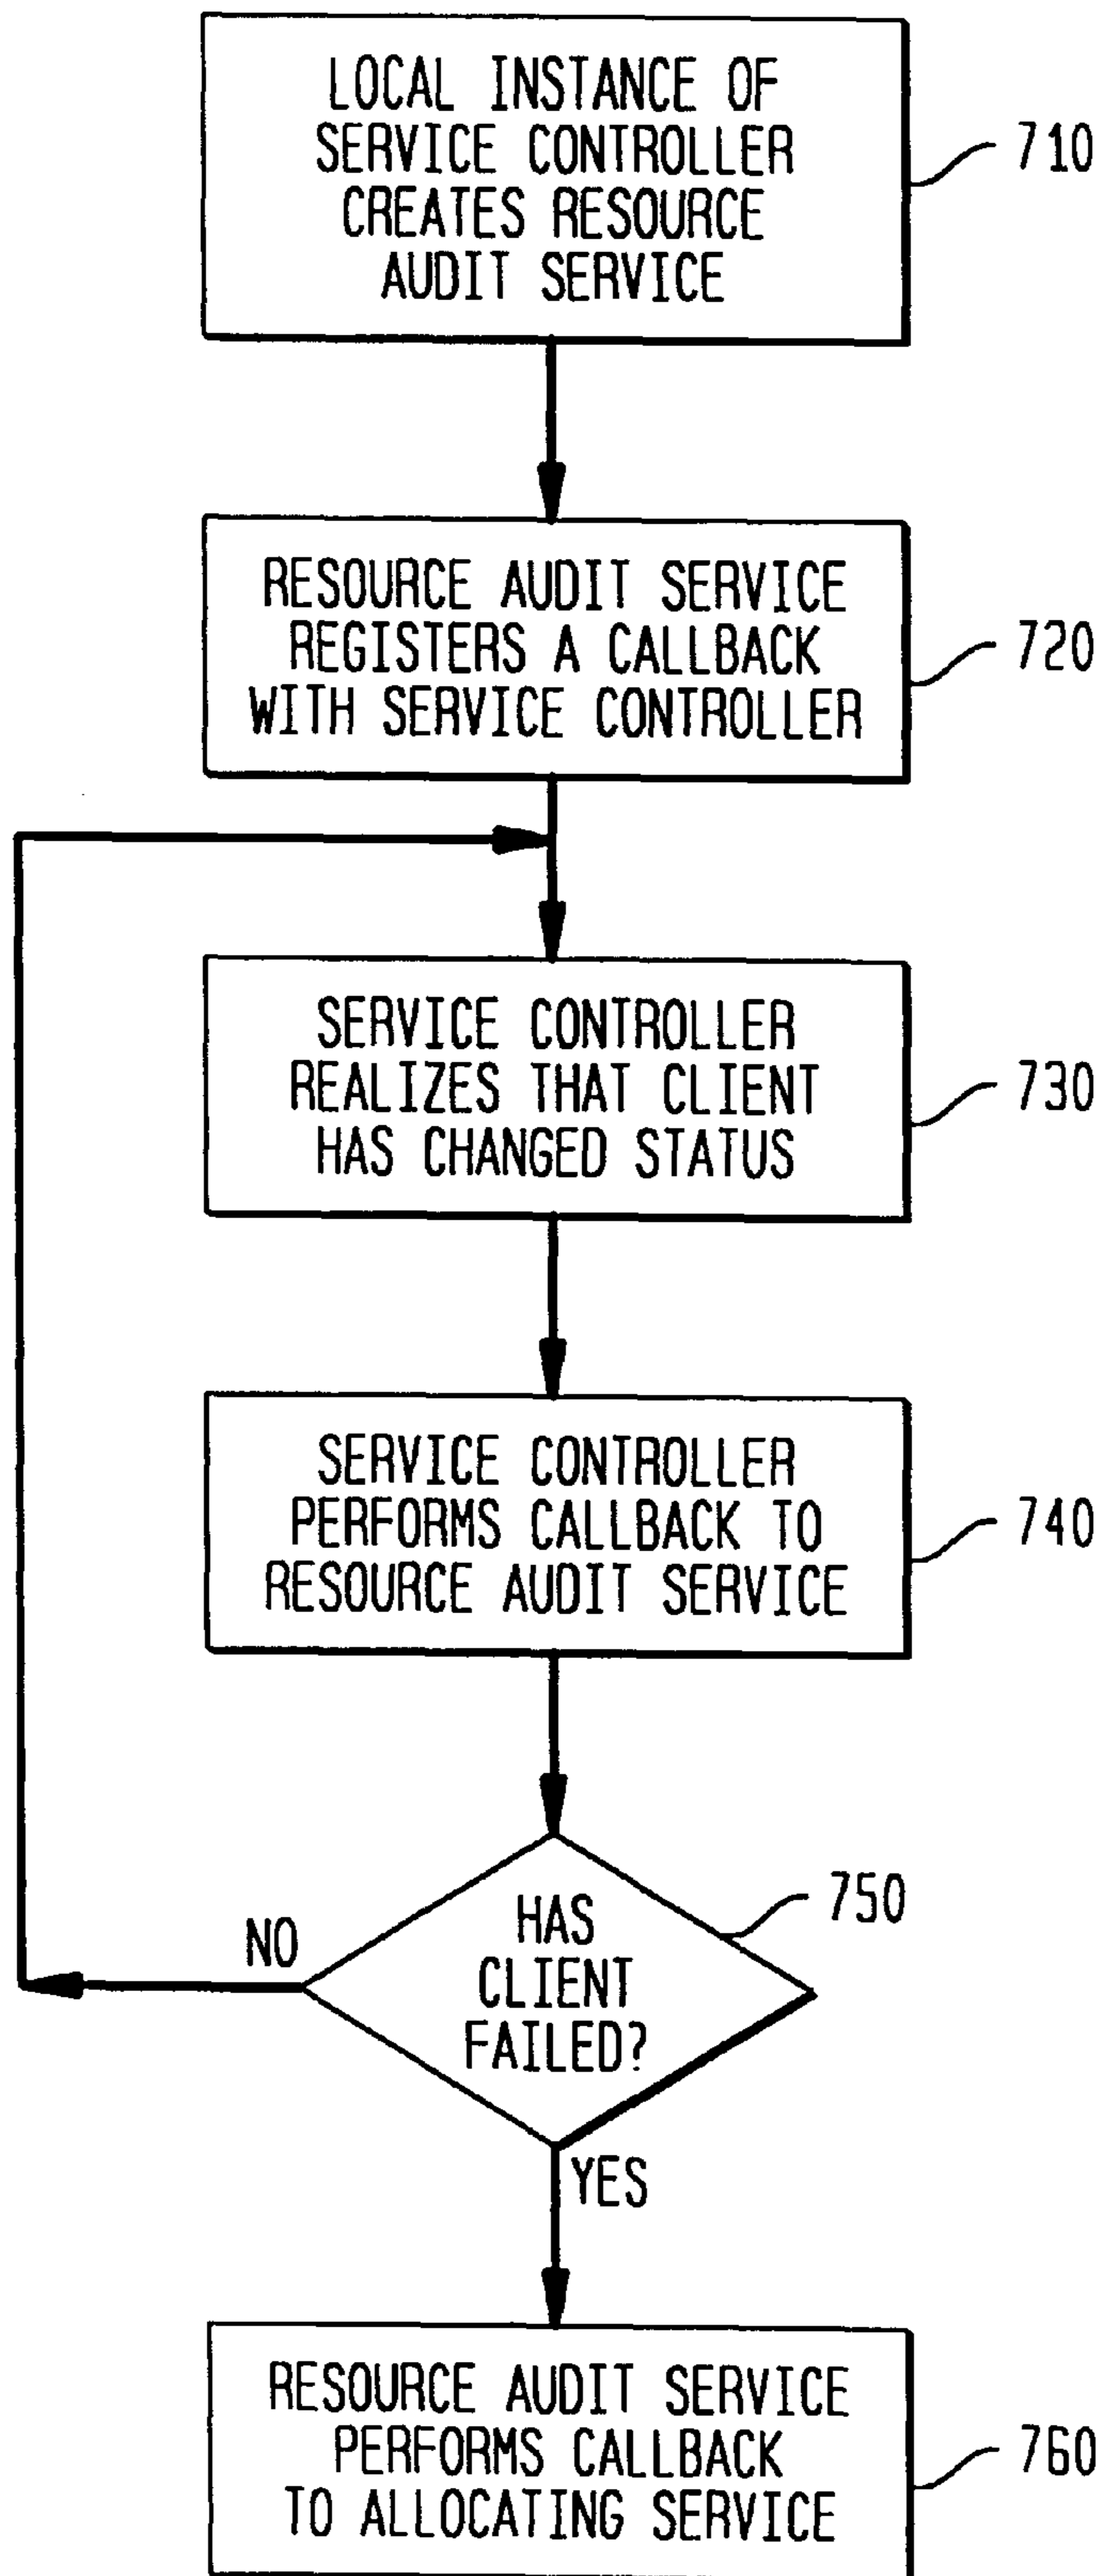 LOCAL INSTANCE OF
SERVICE CONTROLLER
CREATES RESOURCE
AUDIT SERVICE
710
RESOURCE AUDIT SERVICE
REGISTERS A CALLBACK
WITH SERVICE CONTROLLER
720
SERVICE CONTROLLER
REALIZES THAT CLIENT
HAS CHANGED STATUS
730
SERVICE CONTROLLER
PERFORMS CALLBACK TO
RESOURCE AUDIT SERVICE
740
HAS
CLIENT
FAILED?
750
NO
YES
RESOURCE AUDIT SERVICE
PERFORMS CALLBACK
TO ALLOCATING SERVICE
760